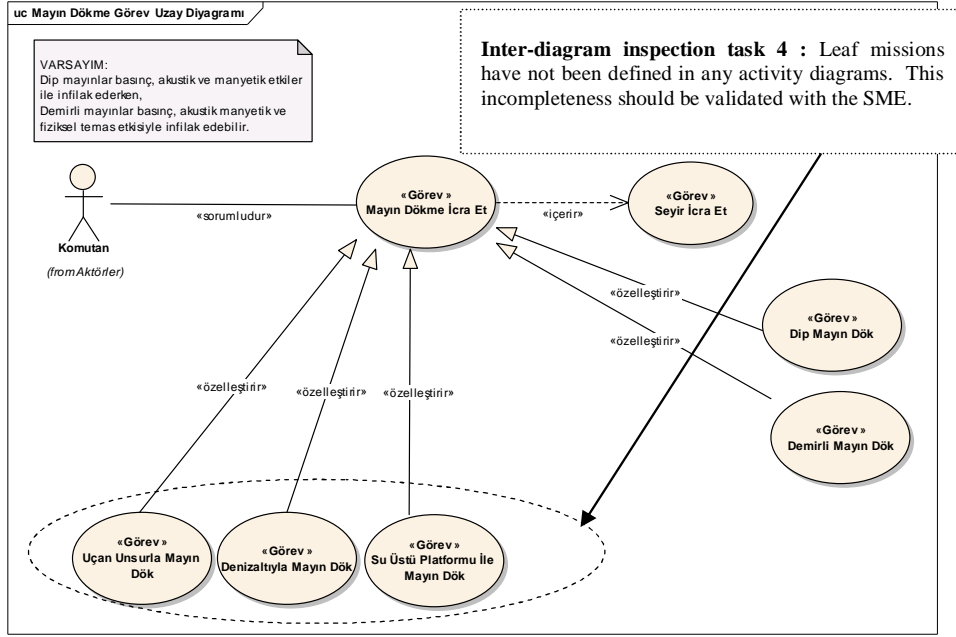 uc Mayın Dökme Görev Uzay Diyagramı
VARSAYIM:
Dip mayınlar basınç, akustik ve manyetik etkiler
ile infilak ederken,
Demirli mayınlar basınç, akustik manyetik ve
fiziksel temas etkisiyle infilak edebilir.
Inter-diagram inspection task 4 : Leaf missions
have not been defined in any activity diagrams. This
incompleteness should be validated with the SME.
Komutan
(from Aktörler)
«sorumludur»
«Görev»
Mayın Dökme İcra Et
«içerir»
«Görev»
Seyir İcra Et
«özelleştirir»
«özelleştirir»
«Görev»
Dip Mayın Dök
«Görev»
Demirli Mayın Dök
«özelleştirir»
«özelleştirir»
«özelleştirir»
«Görev»
Uçan Unsurla Mayın
Dök
«Görev»
Denizaltıyla Mayın Dök
«Görev»
Su Üstü Platformu İle
Mayın Dök